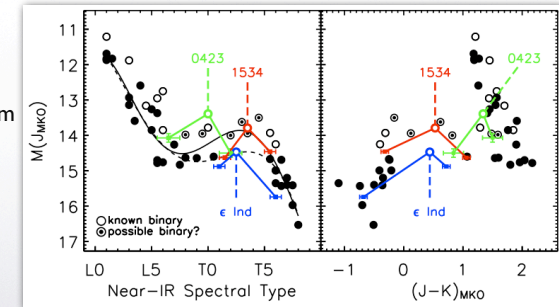 m
0423
1534
1534
0423
ε Ind
ε Ind
known binary
possible binary?
M(J_MKO)
11
12
13
14
15
16
17
L0 L5 T0 T5
-1 0 1 2
Near-IR Spectral Type
(J-K)_MKO